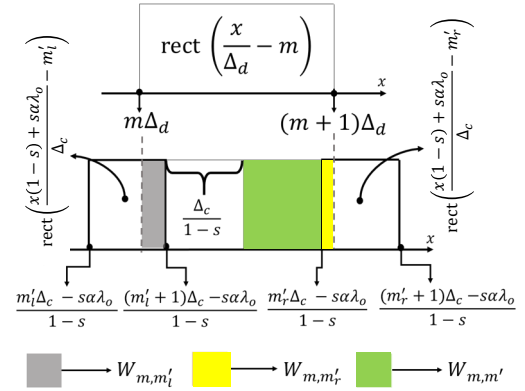 rect(x/Δ_d − m)
x
mΔ_d
(m + 1)Δ_d
rect(x(1 − s) + sαλ_o/Δ_c − m′_l)
rect(x(1 − s) + sαλ_o/Δ_c − m′_r)
Δ_c/1 − s
x
m′_lΔ_c − sαλ_o/1 − s
(m′_l + 1)Δ_c − sαλ_o/1 − s
m′_rΔ_c − sαλ_o/1 − s
(m′_r + 1)Δ_c − sαλ_o/1 − s
W_{m,m′_l}
W_{m,m′_r}
W_{m,m′}